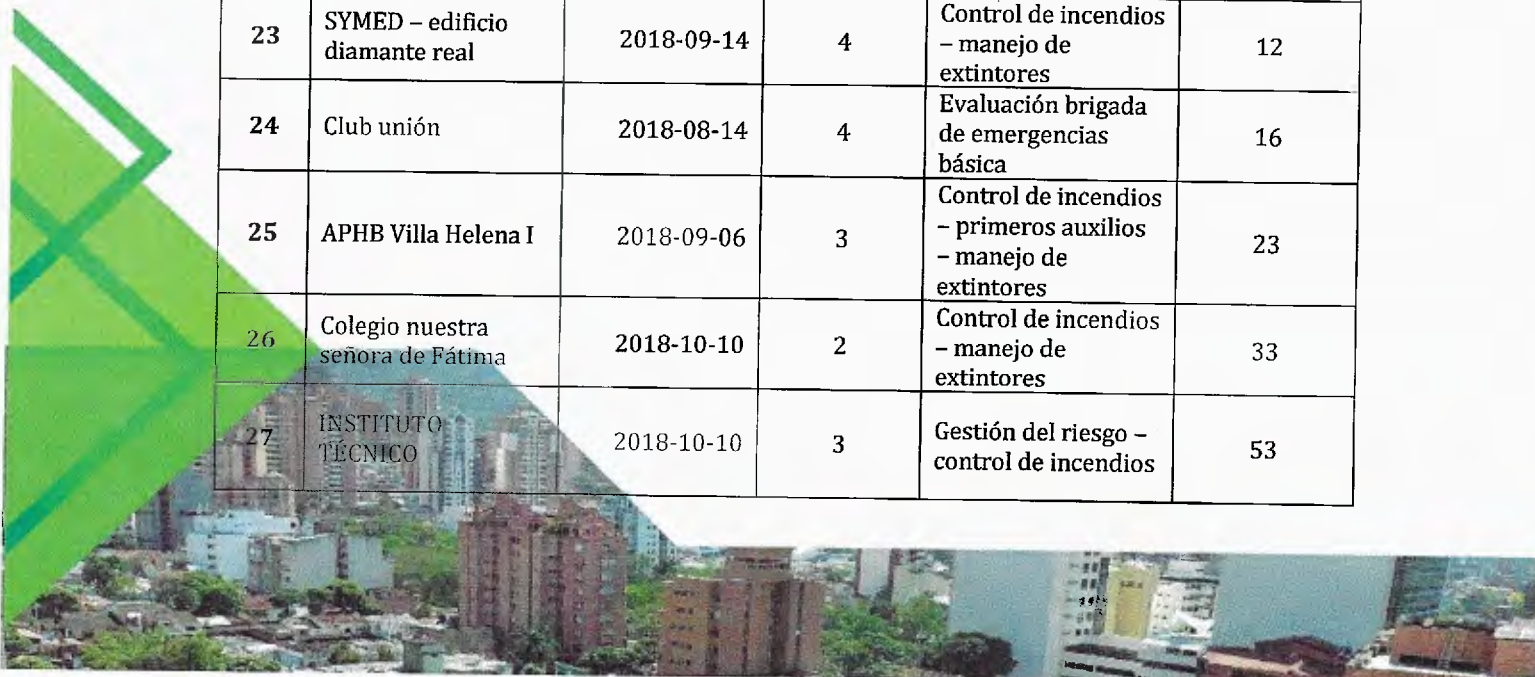 23 SYMED – edificio diamante real 2018-09-14 4 Control de incendios – manejo de extintores 12
24 Club unión 2018-08-14 4 Evaluación brigada de emergencias básica 16
25 APHB Villa Helena I 2018-09-06 3 Control de incendios – primeros auxilios – manejo de extintores 23
26 Colegio nuestra señora de Fátima 2018-10-10 2 Control de incendios – manejo de extintores 33
27 INSTITUTO TÉCNICO 2018-10-10 3 Gestión del riesgo – control de incendios 53